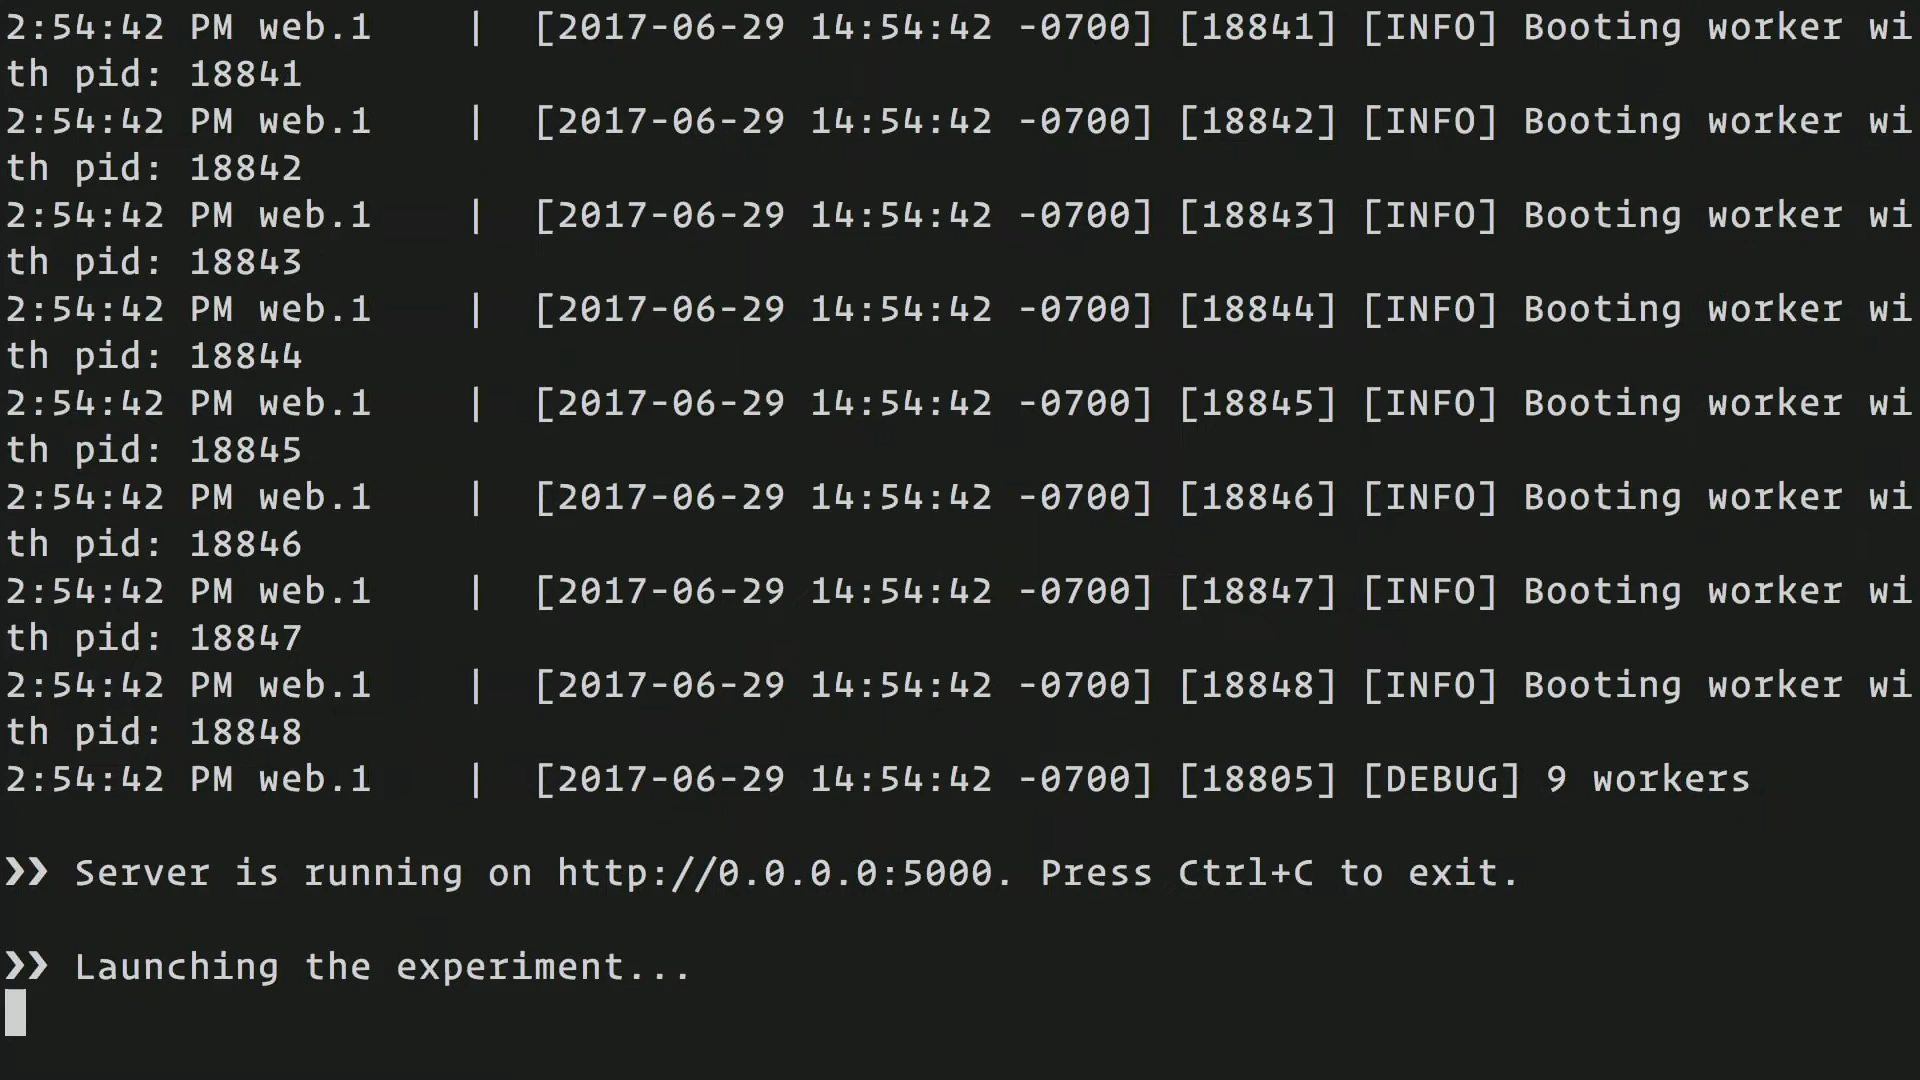 2:54:42 PM web.1    |  [2017-06-29 14:54:42 -0700] [18841] [INFO] Booting worker wi
th pid: 18841
2:54:42 PM web.1    |  [2017-06-29 14:54:42 -0700] [18842] [INFO] Booting worker wi
th pid: 18842
2:54:42 PM web.1    |  [2017-06-29 14:54:42 -0700] [18843] [INFO] Booting worker wi
th pid: 18843
2:54:42 PM web.1    |  [2017-06-29 14:54:42 -0700] [18844] [INFO] Booting worker wi
th pid: 18844
2:54:42 PM web.1    |  [2017-06-29 14:54:42 -0700] [18845] [INFO] Booting worker wi
th pid: 18845
2:54:42 PM web.1    |  [2017-06-29 14:54:42 -0700] [18846] [INFO] Booting worker wi
th pid: 18846
2:54:42 PM web.1    |  [2017-06-29 14:54:42 -0700] [18847] [INFO] Booting worker wi
th pid: 18847
2:54:42 PM web.1    |  [2017-06-29 14:54:42 -0700] [18848] [INFO] Booting worker wi
th pid: 18848
2:54:42 PM web.1    |  [2017-06-29 14:54:42 -0700] [18805] [DEBUG] 9 workers
❯❯ Server is running on http://0.0.0.0:5000. Press Ctrl+C to exit.
❯❯ Launching the experiment...